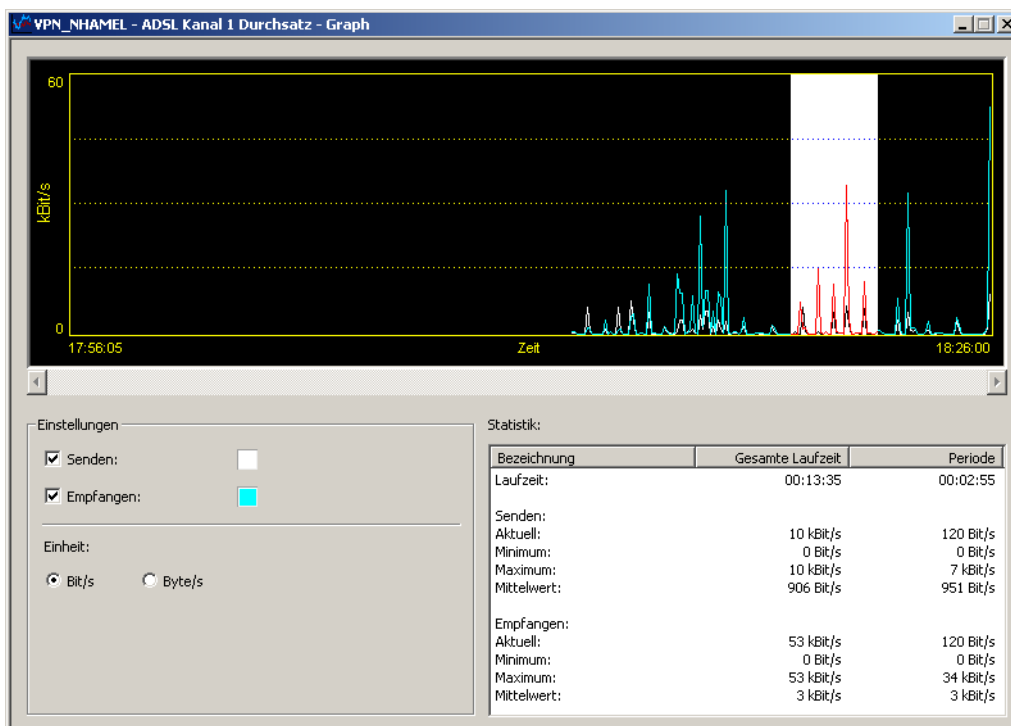 VPN_NHAMEL - ADSL Kanal 1 Durchsatz - Graph
60
kBit/s
0
17:56:05 Zeit 18:26:00
Einstellungen
Senden:
Empfangen:
Einheit:
Bit/s Byte/s
Statistik:
Bezeichnung Gesamte Laufzeit Periode
Laufzeit: 00:13:35 00:02:55
Senden:
Aktuell: 10 kBit/s 120 Bit/s
Minimum: 0 Bit/s 0 Bit/s
Maximum: 10 kBit/s 7 kBit/s
Mittelwert: 906 Bit/s 951 Bit/s
Empfangen:
Aktuell: 53 kBit/s 120 Bit/s
Minimum: 0 Bit/s 0 Bit/s
Maximum: 53 kBit/s 34 kBit/s
Mittelwert: 3 kBit/s 3 kBit/s